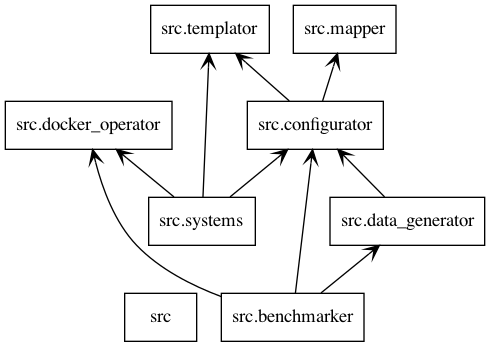 src.templator
src.mapper
src.docker_operator
src.configurator
src.systems
src.data_generator
src
src.benchmarker